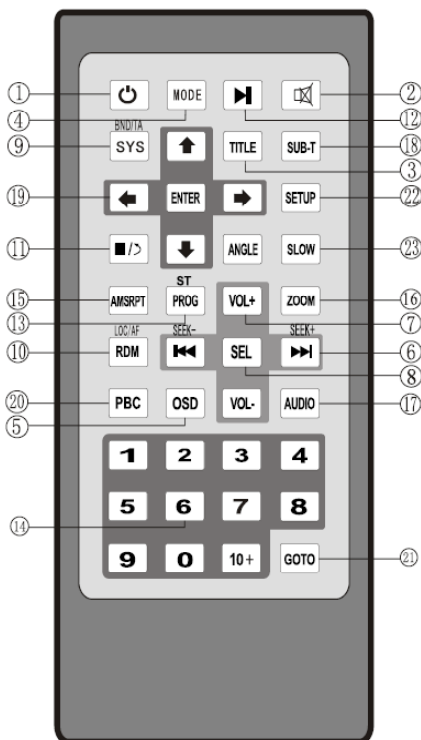 ① MODE ②
④ ⑫
BND/TA
⑨ SYS TITLE SUB-T ⑱
③
⑲ ENTER SETUP ㉒
⑪ ANGLE SLOW ㉓
ST
⑮ AMSRPT PROG VOL+ ZOOM ⑯
⑬ ⑦
LOC/AF SEEK- SEEK+
⑩ RDM SEL ⑥
⑧
⑳ PBC OSD VOL- AUDIO ⑰
⑤
1 2 3 4
5 6 7 8
⑭
9 0 10+ GOTO ㉑